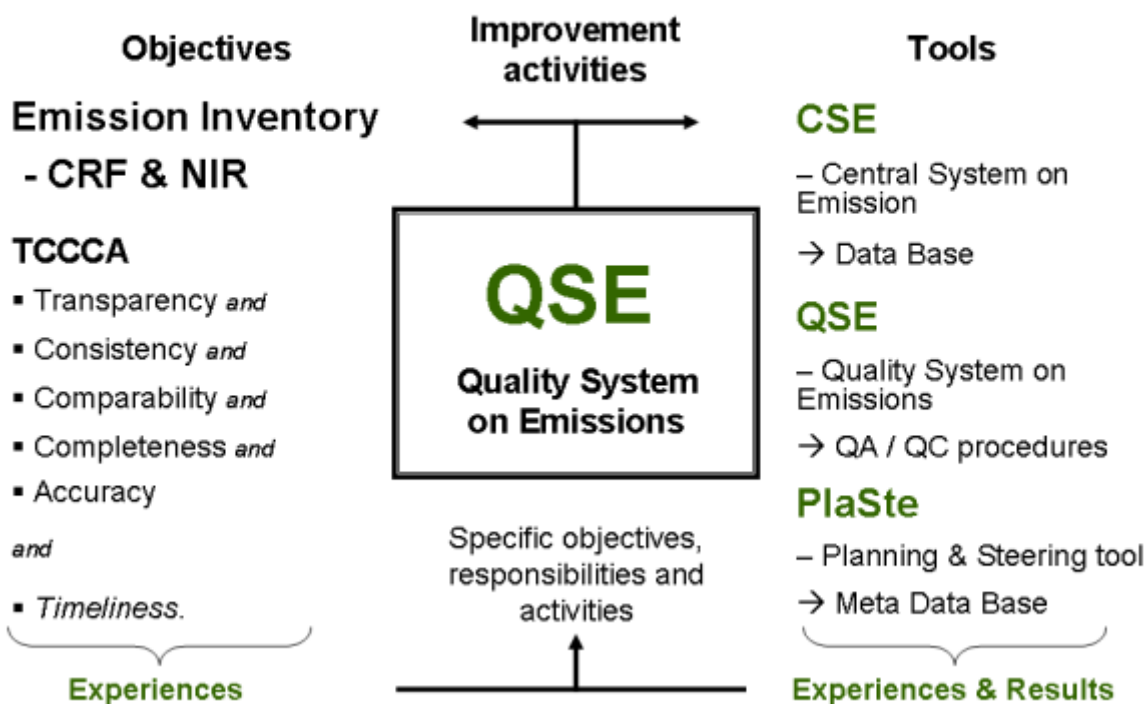 Objectives
Emission Inventory
- CRF & NIR
TCCCA
▪ Transparency and
▪ Consistency and
▪ Comparability and
▪ Completeness and
▪ Accuracy
and
▪ Timeliness.
Experiences
Improvement
activities
QSE
Quality System
on Emissions
Specific objectives,
responsibilities and
activities
Tools
CSE
– Central System on
Emission
→ Data Base
QSE
– Quality System on
Emissions
→ QA / QC procedures
PlaSte
– Planning & Steering tool
→ Meta Data Base
Experiences & Results